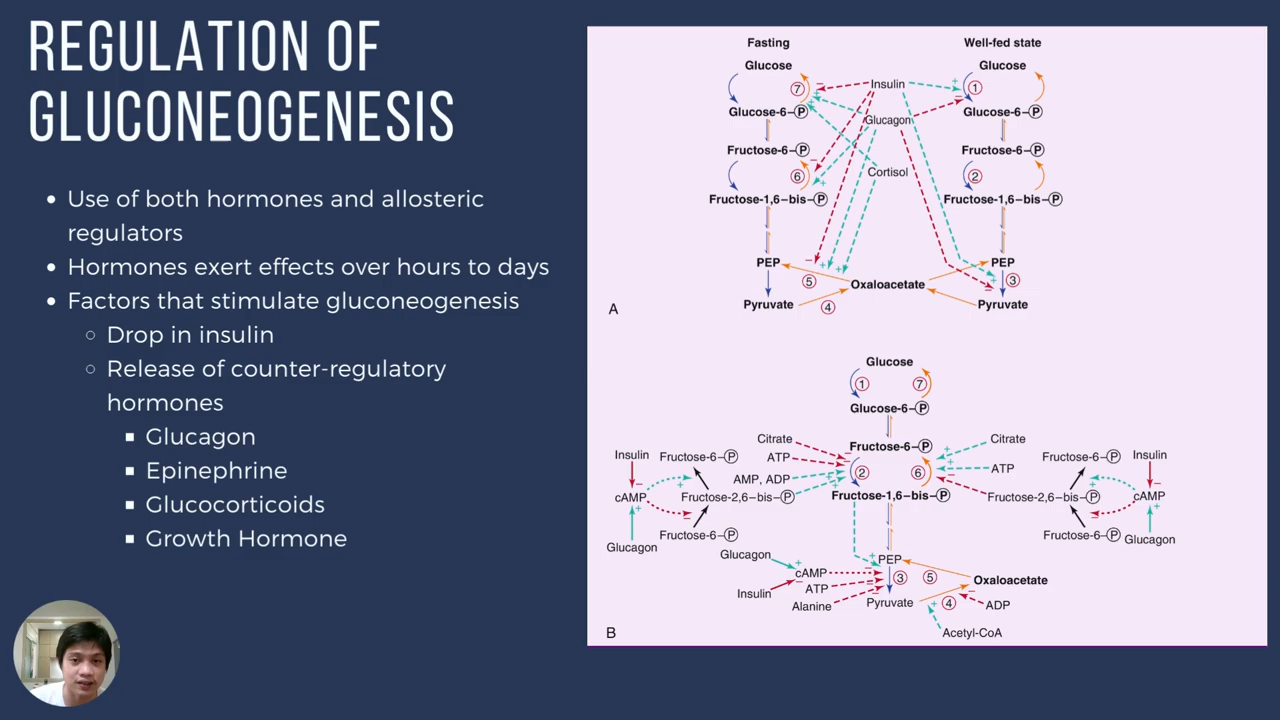 REGULATION OF
GLUCONEOGENESIS
Use of both hormones and allosteric
regulators
Hormones exert effects over hours to days
Factors that stimulate gluconeogenesis
Drop in insulin
Release of counter-regulatory
hormones
Glucagon
Epinephrine
Glucocorticoids
Growth Hormone
Fasting
Well-fed state
Glucose
Glucose
Insulin
7
1
Glucose-6-P
Glucose-6-P
Glucagon
Fructose-6-P
Fructose-6-P
Cortisol
6
2
Fructose-1,6-bis-P
Fructose-1,6-bis-P
PEP
PEP
5
Oxaloacetate
3
Pyruvate
4
Pyruvate
A
Glucose
1
7
Glucose-6-P
Citrate
Fructose-6-P
Citrate
Insulin
Fructose-6-P
ATP
ATP
Fructose-6-P
Insulin
2
6
AMP, ADP
cAMP
Fructose-2,6-bis-P
Fructose-1,6-bis-P
Fructose-2,6-bis-P
cAMP
Fructose-6-P
Fructose-6-P
Glucagon
Glucagon
Glucagon
PEP
cAMP
3
5
Oxaloacetate
Insulin
ATP
Alanine
Pyruvate
4
ADP
Acetyl-CoA
B